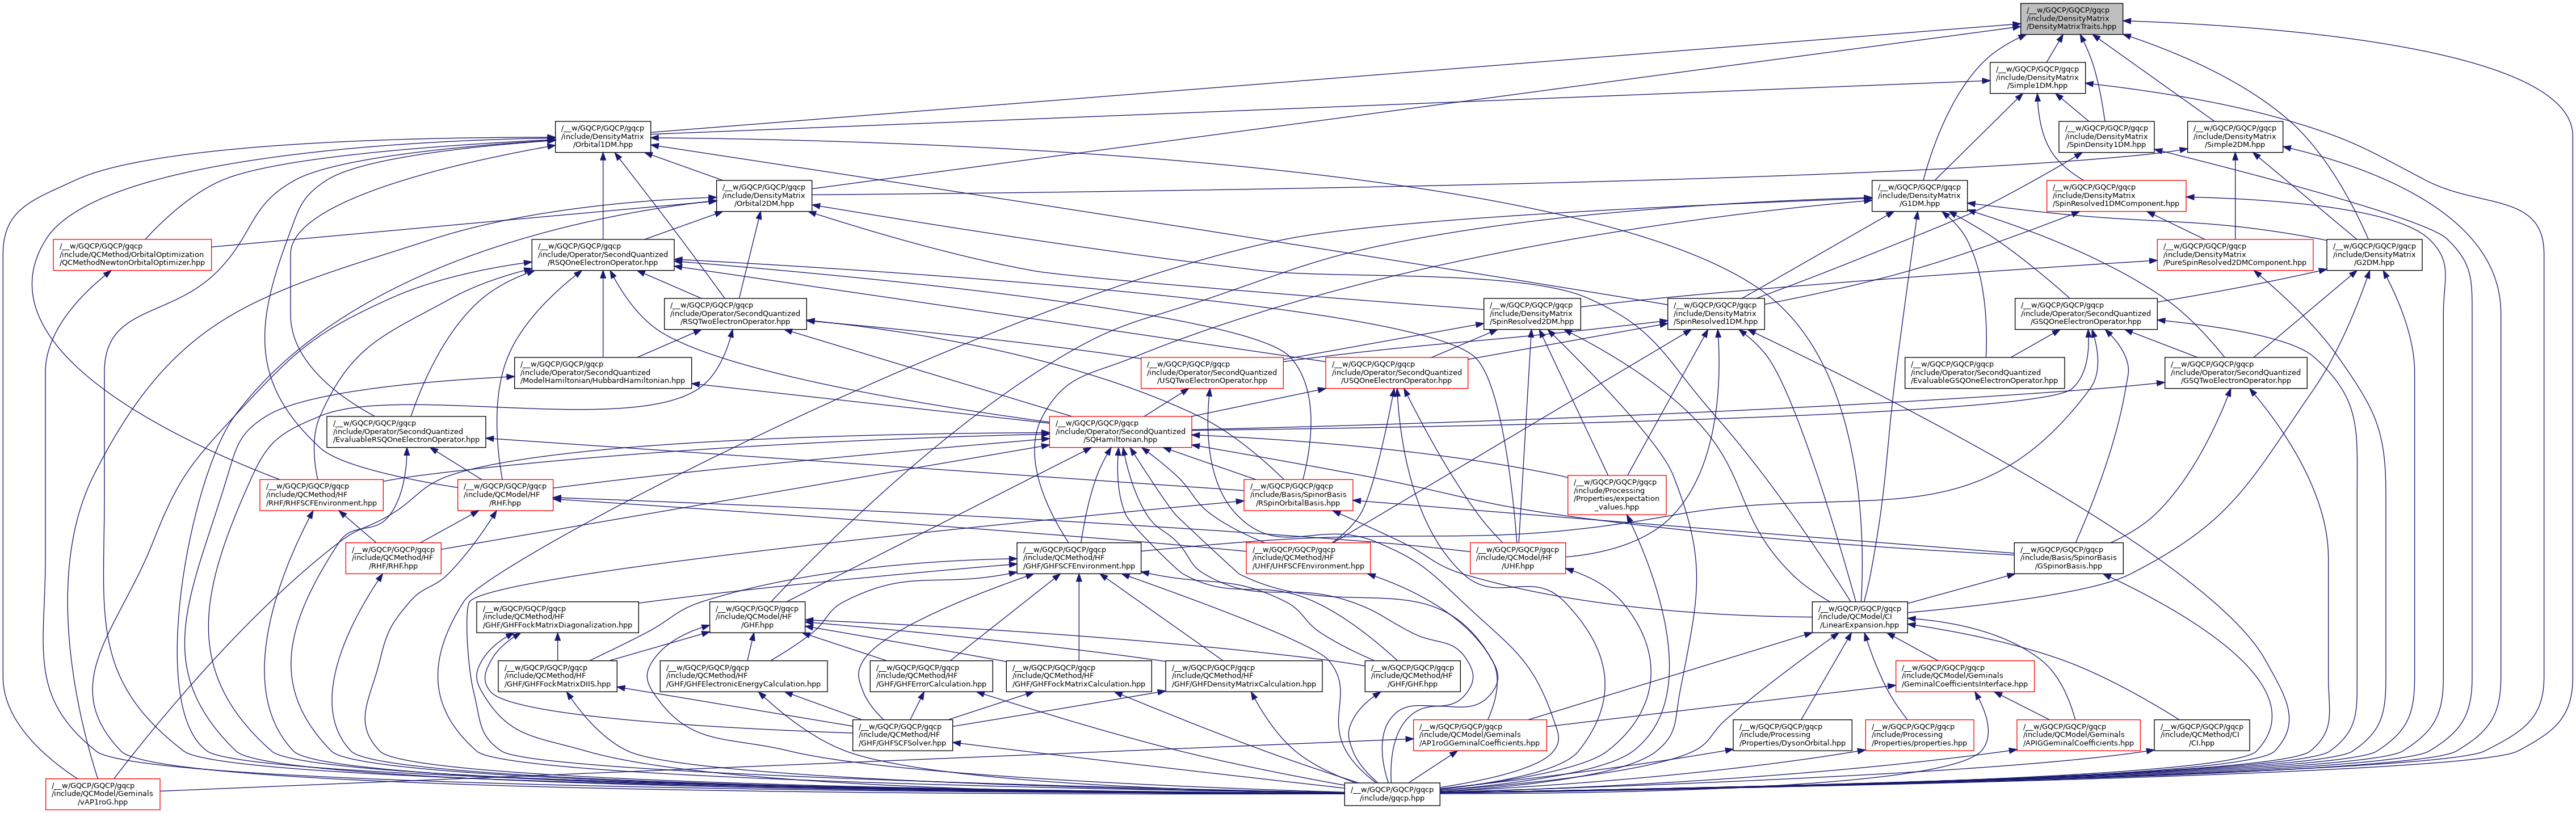 /__w/GQCP/GQCP/gqcp
/include/DensityMatrix
/DensityMatrixTraits.hpp
/__w/GQCP/GQCP/gqcp
/include/DensityMatrix
/Simple1DM.hpp
/__w/GQCP/GQCP/gqcp
/include/DensityMatrix
/Orbital1DM.hpp
/__w/GQCP/GQCP/gqcp
/include/DensityMatrix
/SpinDensity1DM.hpp
/__w/GQCP/GQCP/gqcp
/include/DensityMatrix
/Simple2DM.hpp
/__w/GQCP/GQCP/gqcp
/include/DensityMatrix
/Orbital2DM.hpp
/__w/GQCP/GQCP/gqcp
/include/DensityMatrix
/G1DM.hpp
/__w/GQCP/GQCP/gqcp
/include/DensityMatrix
/SpinResolved1DMComponent.hpp
/__w/GQCP/GQCP/gqcp
/include/QCMethod/OrbitalOptimization
/QCMethodNewtonOrbitalOptimizer.hpp
/__w/GQCP/GQCP/gqcp
/include/Operator/SecondQuantized
/RSQOneElectronOperator.hpp
/__w/GQCP/GQCP/gqcp
/include/DensityMatrix
/PureSpinResolved2DMComponent.hpp
/__w/GQCP/GQCP/gqcp
/include/DensityMatrix
/G2DM.hpp
/__w/GQCP/GQCP/gqcp
/include/Operator/SecondQuantized
/RSQTwoElectronOperator.hpp
/__w/GQCP/GQCP/gqcp
/include/DensityMatrix
/SpinResolved2DM.hpp
/__w/GQCP/GQCP/gqcp
/include/DensityMatrix
/SpinResolved1DM.hpp
/__w/GQCP/GQCP/gqcp
/include/Operator/SecondQuantized
/GSQOneElectronOperator.hpp
/__w/GQCP/GQCP/gqcp
/include/Operator/SecondQuantized
/ModelHamiltonian/HubbardHamiltonian.hpp
/__w/GQCP/GQCP/gqcp
/include/Operator/SecondQuantized
/USQTwoElectronOperator.hpp
/__w/GQCP/GQCP/gqcp
/include/Operator/SecondQuantized
/USQOneElectronOperator.hpp
/__w/GQCP/GQCP/gqcp
/include/Operator/SecondQuantized
/EvaluableGSQOneElectronOperator.hpp
/__w/GQCP/GQCP/gqcp
/include/Operator/SecondQuantized
/GSQTwoElectronOperator.hpp
/__w/GQCP/GQCP/gqcp
/include/Operator/SecondQuantized
/EvaluableRSQOneElectronOperator.hpp
/__w/GQCP/GQCP/gqcp
/include/Operator/SecondQuantized
/SQHamiltonian.hpp
/__w/GQCP/GQCP/gqcp
/include/QCMethod/HF
/RHF/RHFSCFEnvironment.hpp
/__w/GQCP/GQCP/gqcp
/include/QCModel/HF
/RHF.hpp
/__w/GQCP/GQCP/gqcp
/include/Basis/SpinorBasis
/RSpinOrbitalBasis.hpp
/__w/GQCP/GQCP/gqcp
/include/Processing
/Properties/expectation
_values.hpp
/__w/GQCP/GQCP/gqcp
/include/QCMethod/HF
/RHF/RHF.hpp
/__w/GQCP/GQCP/gqcp
/include/QCMethod/HF
/GHF/GHFSCFEnvironment.hpp
/__w/GQCP/GQCP/gqcp
/include/QCMethod/HF
/UHF/UHFSCFEnvironment.hpp
/__w/GQCP/GQCP/gqcp
/include/QCModel/HF
/UHF.hpp
/__w/GQCP/GQCP/gqcp
/include/Basis/SpinorBasis
/GSpinorBasis.hpp
/__w/GQCP/GQCP/gqcp
/include/QCMethod/HF
/GHF/GHFFockMatrixDiagonalization.hpp
/__w/GQCP/GQCP/gqcp
/include/QCModel/HF
/GHF.hpp
/__w/GQCP/GQCP/gqcp
/include/QCModel/CI
/LinearExpansion.hpp
/__w/GQCP/GQCP/gqcp
/include/QCMethod/HF
/GHF/GHFFockMatrixDIIS.hpp
/__w/GQCP/GQCP/gqcp
/include/QCMethod/HF
/GHF/GHFElectronicEnergyCalculation.hpp
/__w/GQCP/GQCP/gqcp
/include/QCMethod/HF
/GHF/GHFErrorCalculation.hpp
/__w/GQCP/GQCP/gqcp
/include/QCMethod/HF
/GHF/GHFFockMatrixCalculation.hpp
/__w/GQCP/GQCP/gqcp
/include/QCMethod/HF
/GHF/GHFDensityMatrixCalculation.hpp
/__w/GQCP/GQCP/gqcp
/include/QCMethod/HF
/GHF/GHF.hpp
/__w/GQCP/GQCP/gqcp
/include/QCModel/Geminals
/GeminalCoefficientsInterface.hpp
/__w/GQCP/GQCP/gqcp
/include/QCMethod/HF
/GHF/GHFSCFSolver.hpp
/__w/GQCP/GQCP/gqcp
/include/QCModel/Geminals
/AP1roGGeminalCoefficients.hpp
/__w/GQCP/GQCP/gqcp
/include/Processing
/Properties/DysonOrbital.hpp
/__w/GQCP/GQCP/gqcp
/include/Processing
/Properties/properties.hpp
/__w/GQCP/GQCP/gqcp
/include/QCModel/Geminals
/APIGGeminalCoefficients.hpp
/__w/GQCP/GQCP/gqcp
/include/QCMethod/CI
/CI.hpp
/__w/GQCP/GQCP/gqcp
/include/QCModel/Geminals
/vAP1roG.hpp
/__w/GQCP/GQCP/gqcp
/include/gqcp.hpp